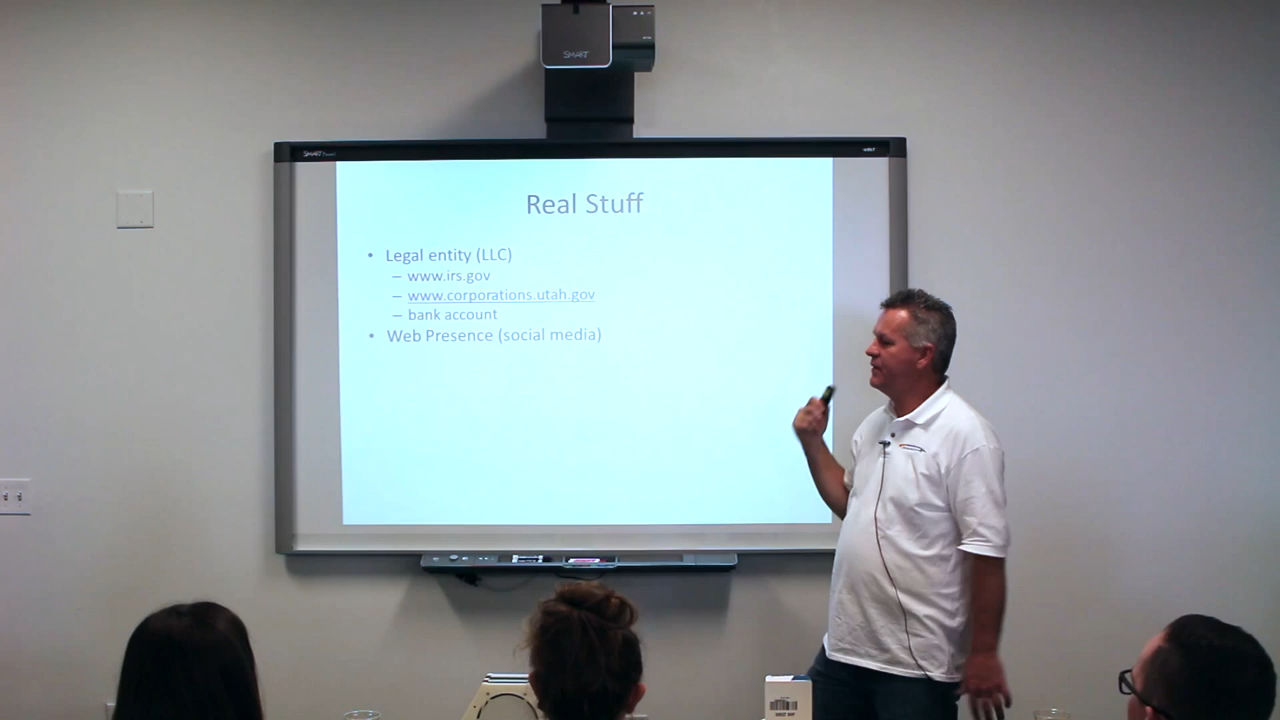 SMART
SMART
Real Stuff
• Legal entity (LLC)
– www.irs.gov
– www.corporations.utah.gov
– bank account
• Web Presence (social media)